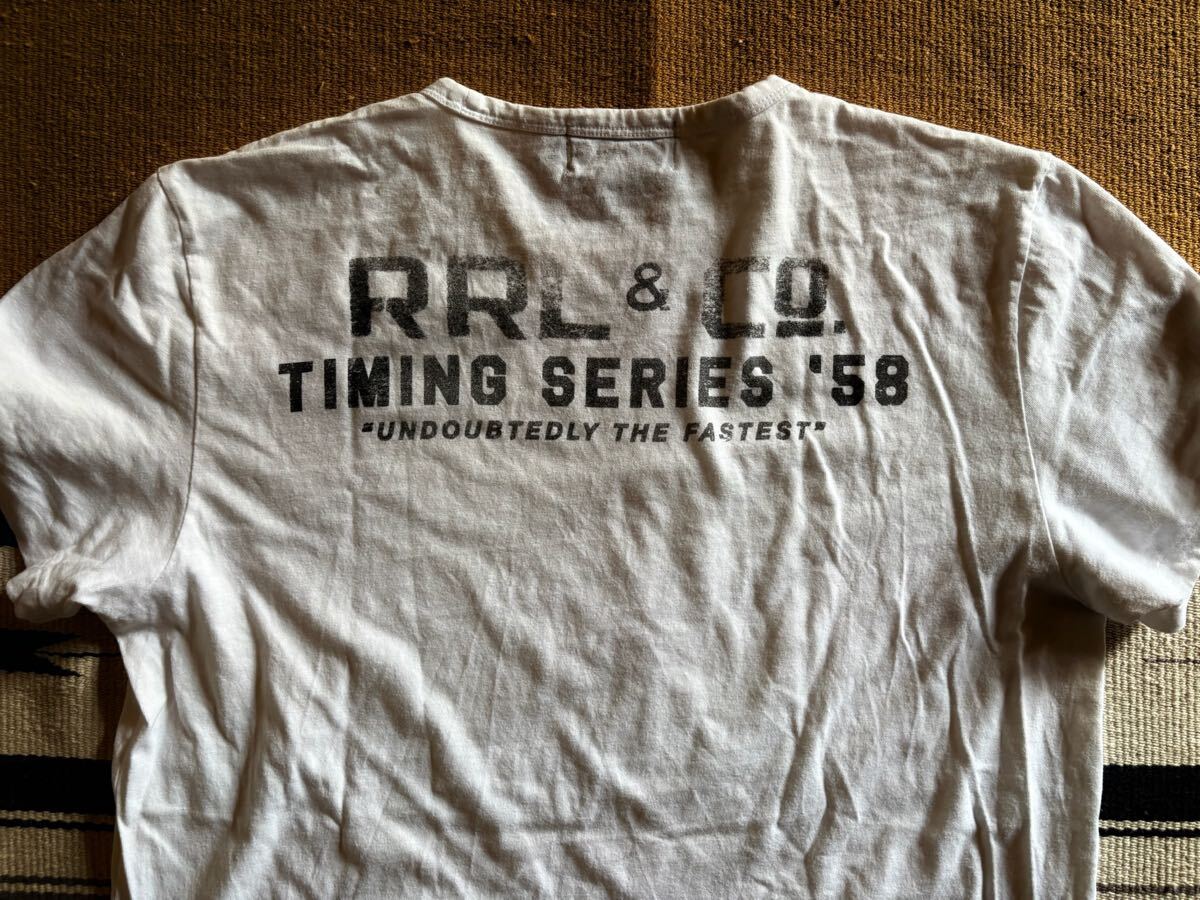 RRL & Co.
TIMING SERIES '58
"UNDOUBTEDLY THE FASTEST"